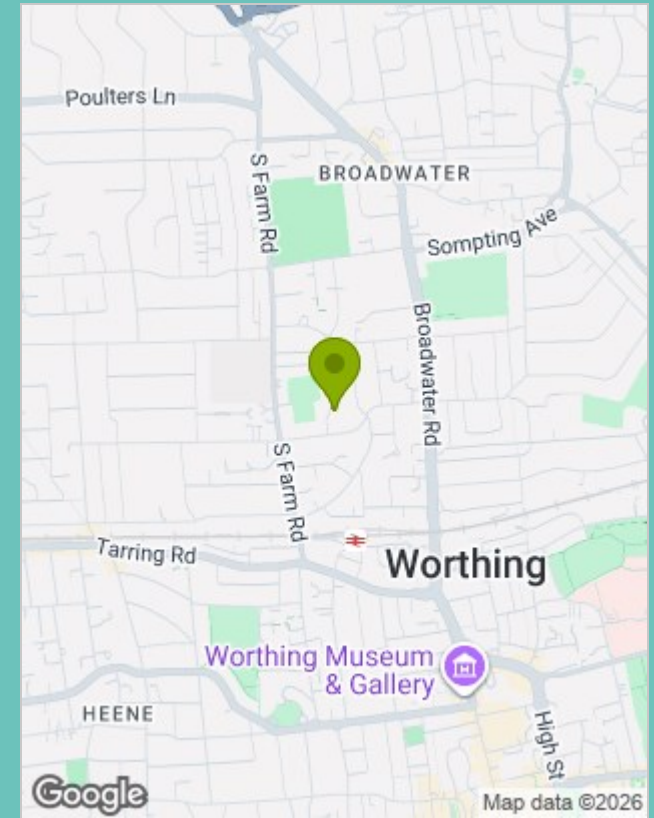 Poulters Ln
BROADWATER
S Farm Rd
Sompting Ave
Broadwater Rd
S Farm Rd
Tarring Rd
Worthing
Worthing Museum
& Gallery
HEENE
High St
Google
Map data ©2026